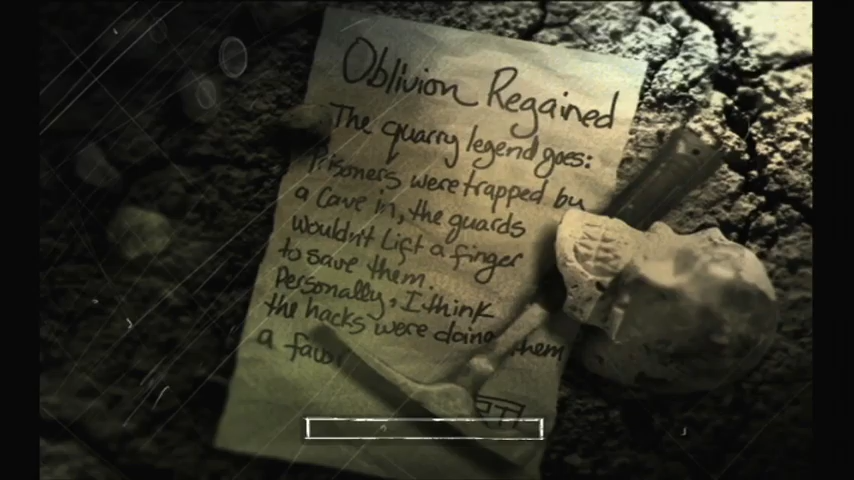 Oblivion Regained
The quarry legend goes:
Prisoners were trapped by
a Cave in, the guards
wouldn't lift a finger
to save them.
Personally, I think
the hacks were doing them
a favor